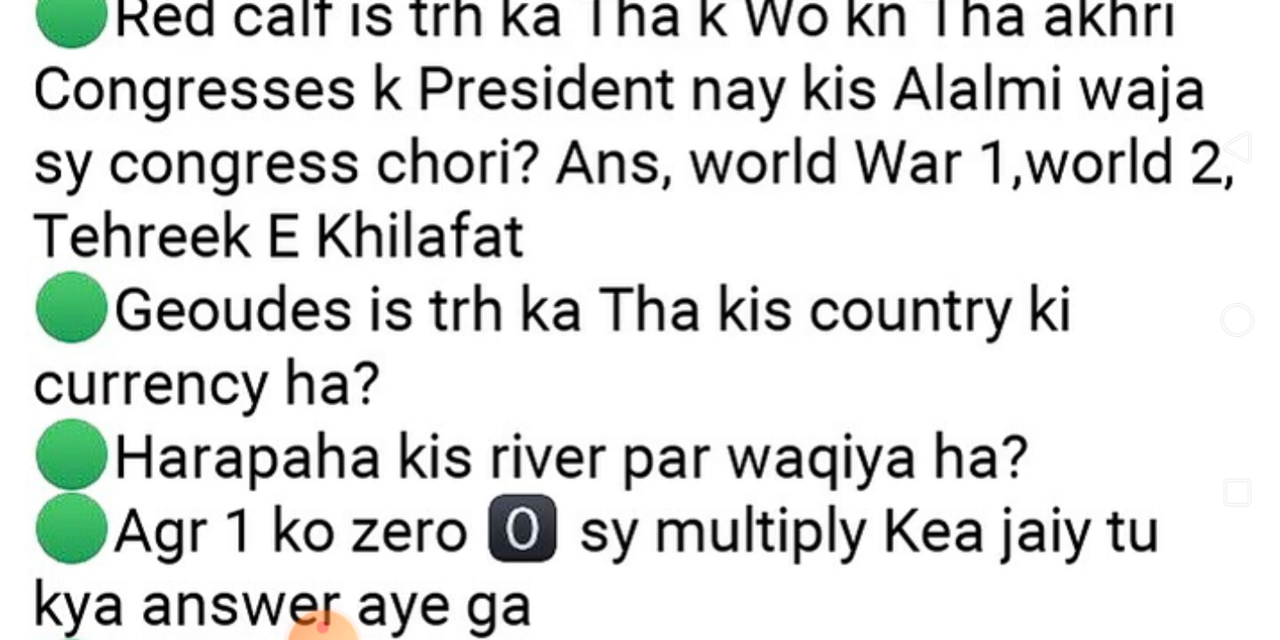 Red calf is trh ka Tha k Wo kn Tha akhri
Congresses k President nay kis Alalmi waja
sy congress chori? Ans, world War 1,world 2,
Tehreek E Khilafat
Geoudes is trh ka Tha kis country ki
currency ha?
Harapaha kis river par waqiya ha?
Agr 1 ko zero 0 sy multiply Kea jaiy tu
kya answer aye ga